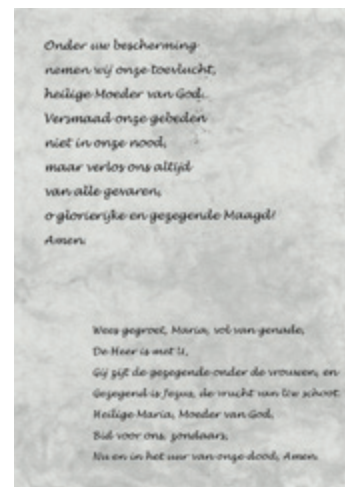 Onder uw bescherming
nemen wij onze toevlucht,
heilige Moeder van God.
Versmaad onze gebeden
niet in onze nood,
maar verlos ons altijd
van alle gevaren,
o glorierijke en gezegende Maagd!
Amen.
Wees gegroet, Maria, vol van genade,
De Heer is met U,
Gij zijt de gezegende onder de vrouwen, en
Gezegend is Jezus, de vrucht van Uw schoot.
Heilige Maria, Moeder van God,
Bid voor ons, zondaars,
Nu en in het uur van onze dood, Amen.